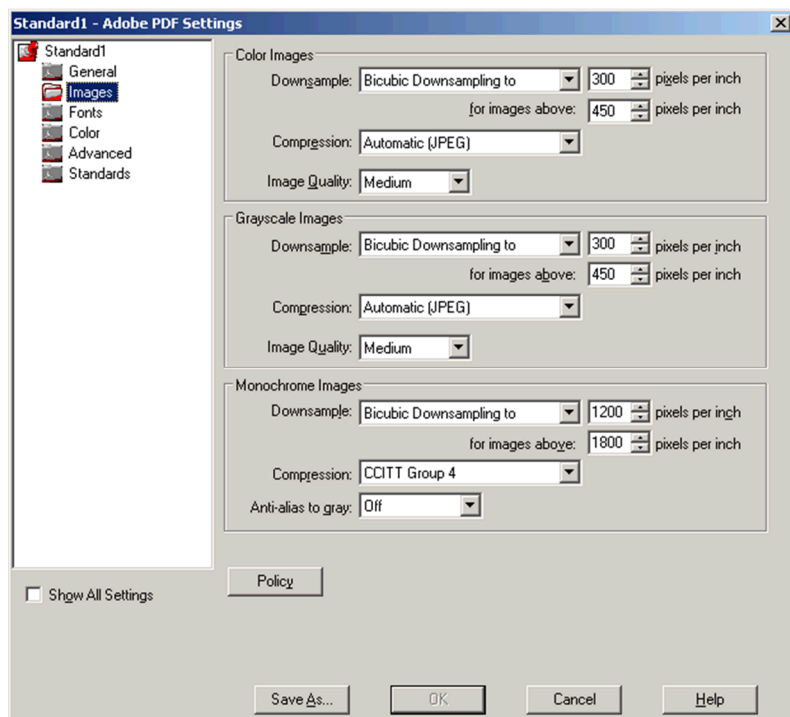 Standard1 - Adobe PDF Settings
Standard1
General
Images
Fonts
Color
Advanced
Standards
Show All Settings
Color Images
Downsample: Bicubic Downsampling to 300 pixels per inch
for images above: 450 pixels per inch
Compression: Automatic (JPEG)
Image Quality: Medium
Grayscale Images
Downsample: Bicubic Downsampling to 300 pixels per inch
for images above: 450 pixels per inch
Compression: Automatic (JPEG)
Image Quality: Medium
Monochrome Images
Downsample: Bicubic Downsampling to 1200 pixels per inch
for images above: 1800 pixels per inch
Compression: CCITT Group 4
Anti-alias to gray: Off
Policy
Save As... OK Cancel Help